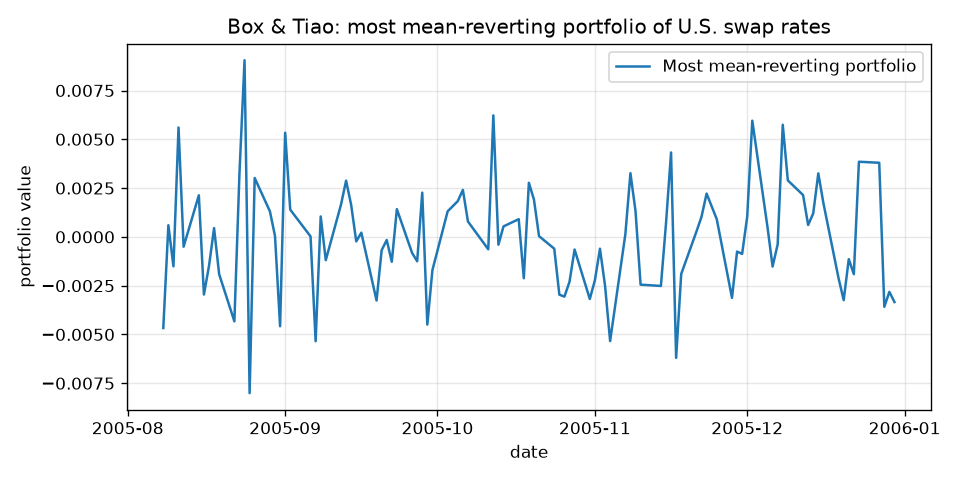 Box & Tiao: most mean-reverting portfolio of U.S. swap rates
Most mean-reverting portfolio
portfolio value
0.0075
0.0050
0.0025
0.0000
−0.0025
−0.0050
−0.0075
2005-08 2005-09 2005-10 2005-11 2005-12 2006-01
date